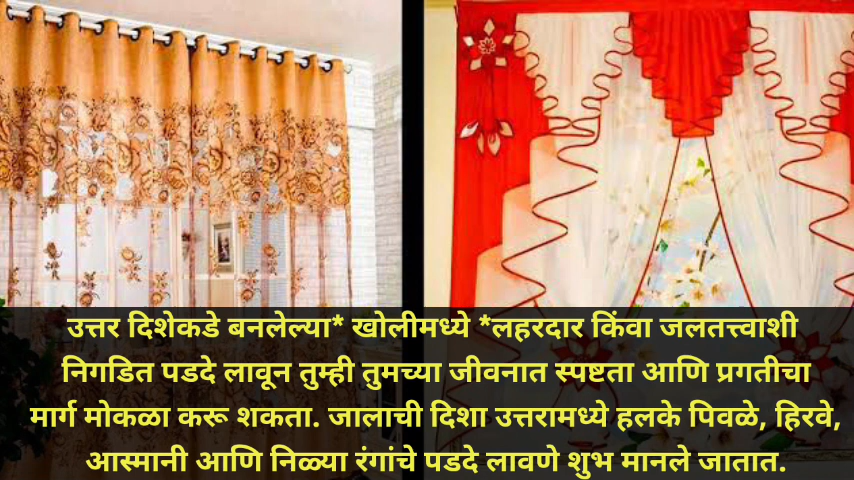 उत्तर दिशेकडे बनलेल्या* खोलीमध्ये *लहरदार किंवा जलतत्त्वाशी
निगडित पडदे लावून तुम्ही तुमच्या जीवनात स्पष्टता आणि प्रगतीचा
मार्ग मोकळा करू शकता. जालाची दिशा उत्तरामध्ये हलके पिवळे, हिरवे,
आस्मानी आणि निळ्या रंगांचे पडदे लावणे शुभ मानले जातात.